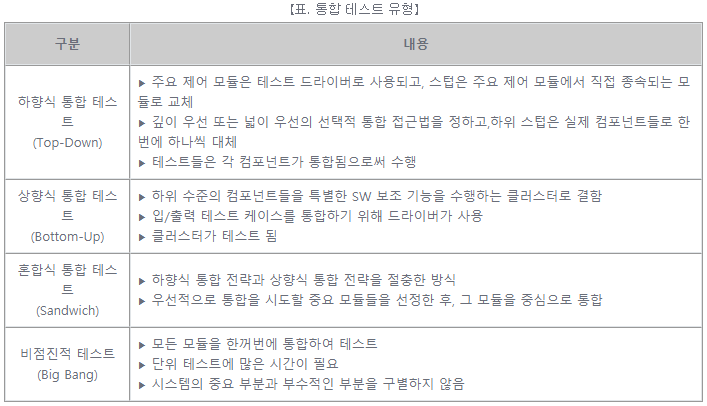 【표. 통합 테스트 유형】
구분
내용
하향식 통합 테스
트
(Top-Down)
▶ 주요 제어 모듈은 테스트 드라이버로 사용되고, 스텁은 주요 제어 모듈에서 직접 종속되는 모
듈로 교체
▶ 깊이 우선 또는 넓이 우선의 선택적 통합 접근법을 정하고,하위 스텁은 실제 컴포넌트들로 한
번에 하나씩 대체
▶ 테스트들은 각 컴포넌트가 통합됨으로써 수행
상향식 통합 테스
트
(Bottom-Up)
▶ 하위 수준의 컴포넌트들을 특별한 SW 보조 기능을 수행하는 클러스터로 결함
▶ 입/출력 테스트 케이스를 통합하기 위해 드라이버가 사용
▶ 클러스터가 테스트 됨
혼합식 통합 테스
트
(Sandwich)
▶ 하향식 통합 전략과 상향식 통합 전략을 절충한 방식
▶ 우선적으로 통합을 시도할 중요 모듈들을 선정한 후, 그 모듈을 중심으로 통합
비점진적 테스트
(Big Bang)
▶ 모든 모듈을 한꺼번에 통합하여 테스트
▶ 단위 테스트에 많은 시간이 필요
▶ 시스템의 중요 부분과 부수적인 부분을 구별하지 않음